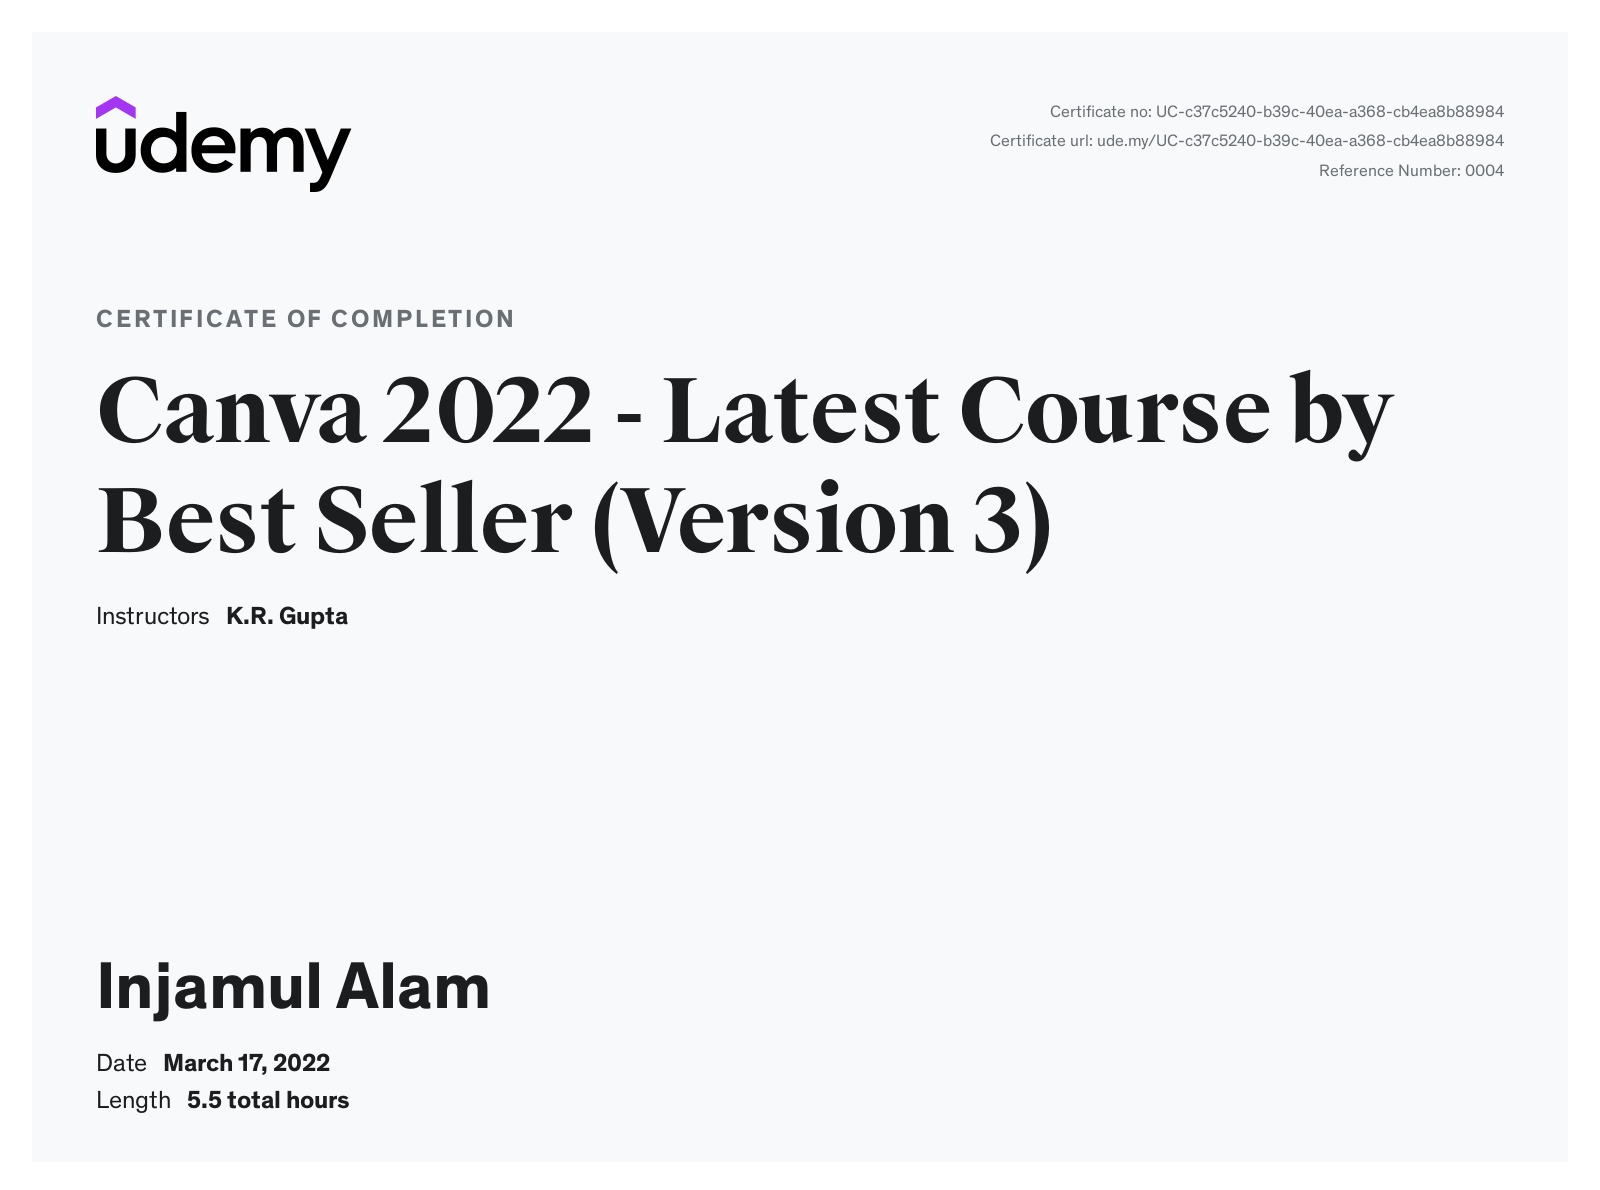 udemy
Certificate no: UC-c37c5240-b39c-40ea-a368-cb4ea8b88984
Certificate url: ude.my/UC-c37c5240-b39c-40ea-a368-cb4ea8b88984
Reference Number: 0004
CERTIFICATE OF COMPLETION
Canva 2022 - Latest Course by
Best Seller (Version 3)
Instructors K.R. Gupta
Injamul Alam
Date March 17, 2022
Length 5.5 total hours